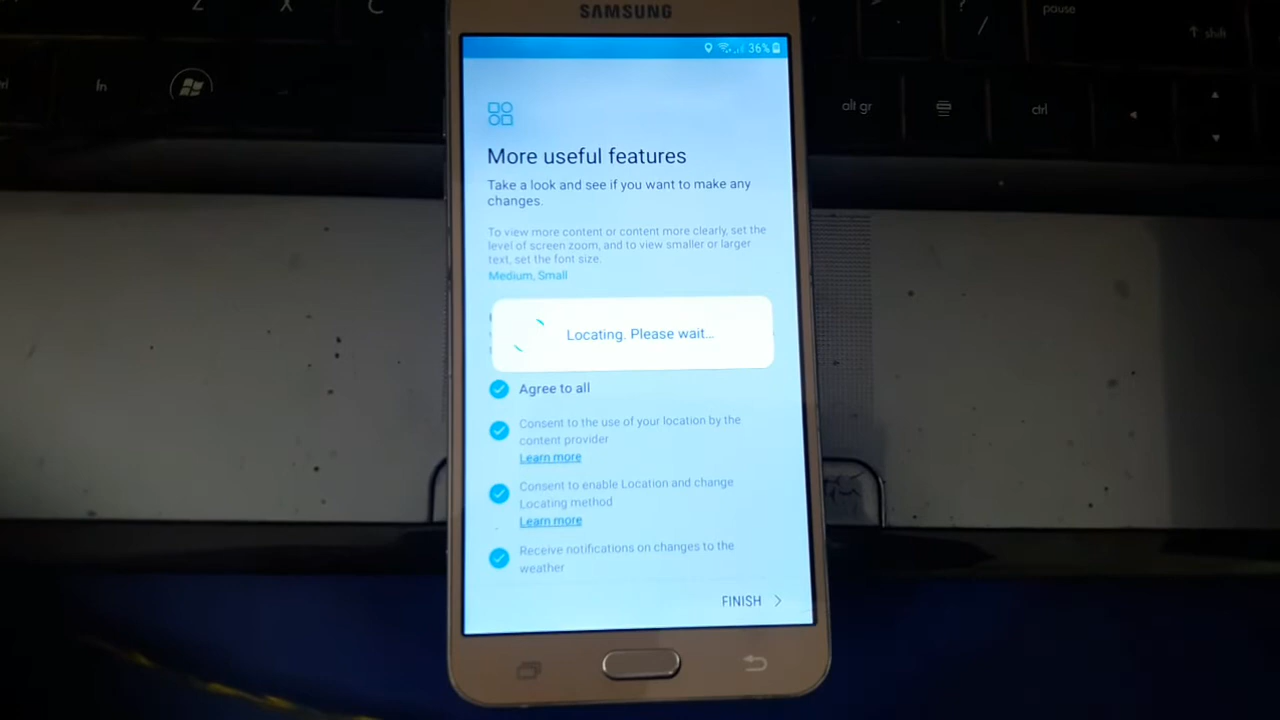 Z X C
? /
pause
↑ shift
SAMSUNG
fn
alt gr
ctrl
36%
More useful features
Take a look and see if you want to make any
changes.
To view more content or content more clearly, set the
level of screen zoom, and to view smaller or larger
text, set the font size.
Medium, Small
Locating. Please wait...
Agree to all
Consent to the use of your location by the
content provider
Learn more
Consent to enable Location and change
Locating method
Learn more
Receive notifications on changes to the
weather
FINISH >